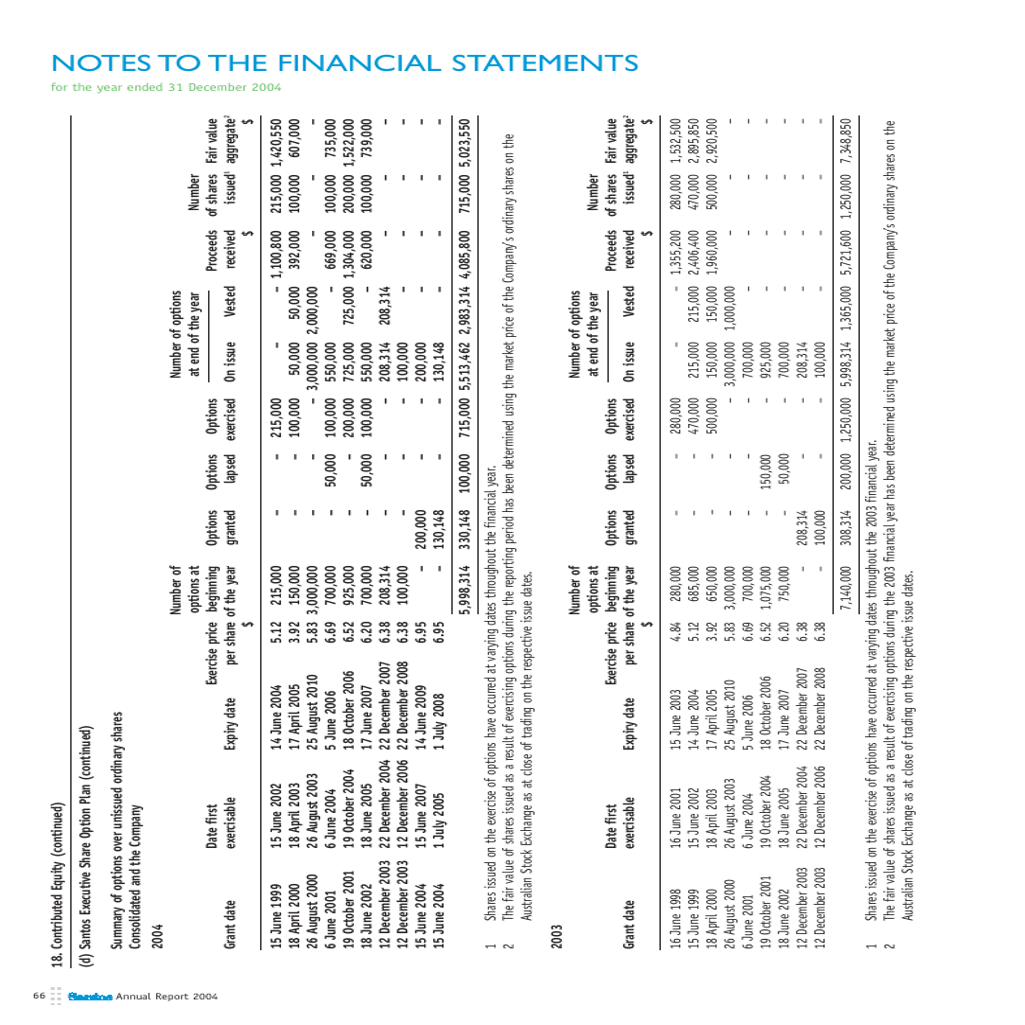 NOTES TO THE FINANCIAL STATEMENTS
for the year ended 31 December 2004
18. Contributed Equity (continued)
(d) Santos Executive Share Option Plan (continued)
Summary of options over unissued ordinary shares
Consolidated and the Company
2004
Number of Number of options
options at at end of the year Number
Date first Exercise price beginning Options Options Options Proceeds of shares Fair value
Grant date exercisable Expiry date per share of the year granted lapsed exercised On issue Vested received issued¹ aggregate²
$ $ $
15 June 1999 15 June 2002 14 June 2004 5.12 215,000 – – 215,000 – – 1,100,800 215,000 1,420,550
18 April 2000 18 April 2003 17 April 2005 3.92 150,000 – – 100,000 50,000 50,000 392,000 100,000 607,000
26 August 2000 26 August 2003 25 August 2010 5.83 3,000,000 – – – 3,000,000 2,000,000 – – –
6 June 2001 6 June 2004 5 June 2006 6.69 700,000 – 50,000 100,000 550,000 – 669,000 100,000 735,000
19 October 2001 19 October 2004 18 October 2006 6.52 925,000 – – 200,000 725,000 725,000 1,304,000 200,000 1,522,000
18 June 2002 18 June 2005 17 June 2007 6.20 700,000 – 50,000 100,000 550,000 – 620,000 100,000 739,000
12 December 2003 22 December 2004 22 December 2007 6.38 208,314 – – – 208,314 208,314 – – –
12 December 2003 12 December 2006 22 December 2008 6.38 100,000 – – – 100,000 – – – –
15 June 2004 15 June 2007 14 June 2009 6.95 – 200,000 – – 200,000 – – – –
15 June 2004 1 July 2005 1 July 2008 6.95 – 130,148 – – 130,148 – – – –
5,998,314 330,148 100,000 715,000 5,513,462 2,983,314 4,085,800 715,000 5,023,550
1 Shares issued on the exercise of options have occurred at varying dates throughout the financial year.
2 The fair value of shares issued as a result of exercising options during the reporting period has been determined using the market price of the Company's ordinary shares on the
Australian Stock Exchange as at close of trading on the respective issue dates.
2003
Number of Number of options
options at at end of the year Number
Date first Exercise price beginning Options Options Options Proceeds of shares Fair value
Grant date exercisable Expiry date per share of the year granted lapsed exercised On issue Vested received issued¹ aggregate²
$ $ $
16 June 1998 16 June 2001 15 June 2003 4.84 280,000 – – 280,000 – – 1,355,200 280,000 1,532,500
15 June 1999 15 June 2002 14 June 2004 5.12 685,000 – – 470,000 215,000 215,000 2,406,400 470,000 2,895,850
18 April 2000 18 April 2003 17 April 2005 3.92 650,000 – – 500,000 150,000 150,000 1,960,000 500,000 2,920,500
26 August 2000 26 August 2003 25 August 2010 5.83 3,000,000 – – – 3,000,000 1,000,000 – – –
6 June 2001 6 June 2004 5 June 2006 6.69 700,000 – – – 700,000 – – – –
19 October 2001 19 October 2004 18 October 2006 6.52 1,075,000 – 150,000 – 925,000 – – – –
18 June 2002 18 June 2005 17 June 2007 6.20 750,000 – 50,000 – 700,000 – – – –
12 December 2003 22 December 2004 22 December 2007 6.38 – 208,314 – – 208,314 – – – –
12 December 2003 12 December 2006 22 December 2008 6.38 – 100,000 – – 100,000 – – – –
7,140,000 308,314 200,000 1,250,000 5,998,314 1,365,000 5,721,600 1,250,000 7,348,850
1 Shares issued on the exercise of options have occurred at varying dates throughout the 2003 financial year.
2 The fair value of shares issued as a result of exercising options during the 2003 financial year has been determined using the market price of the Company's ordinary shares on the
Australian Stock Exchange as at close of trading on the respective issue dates.
66 Santos Annual Report 2004